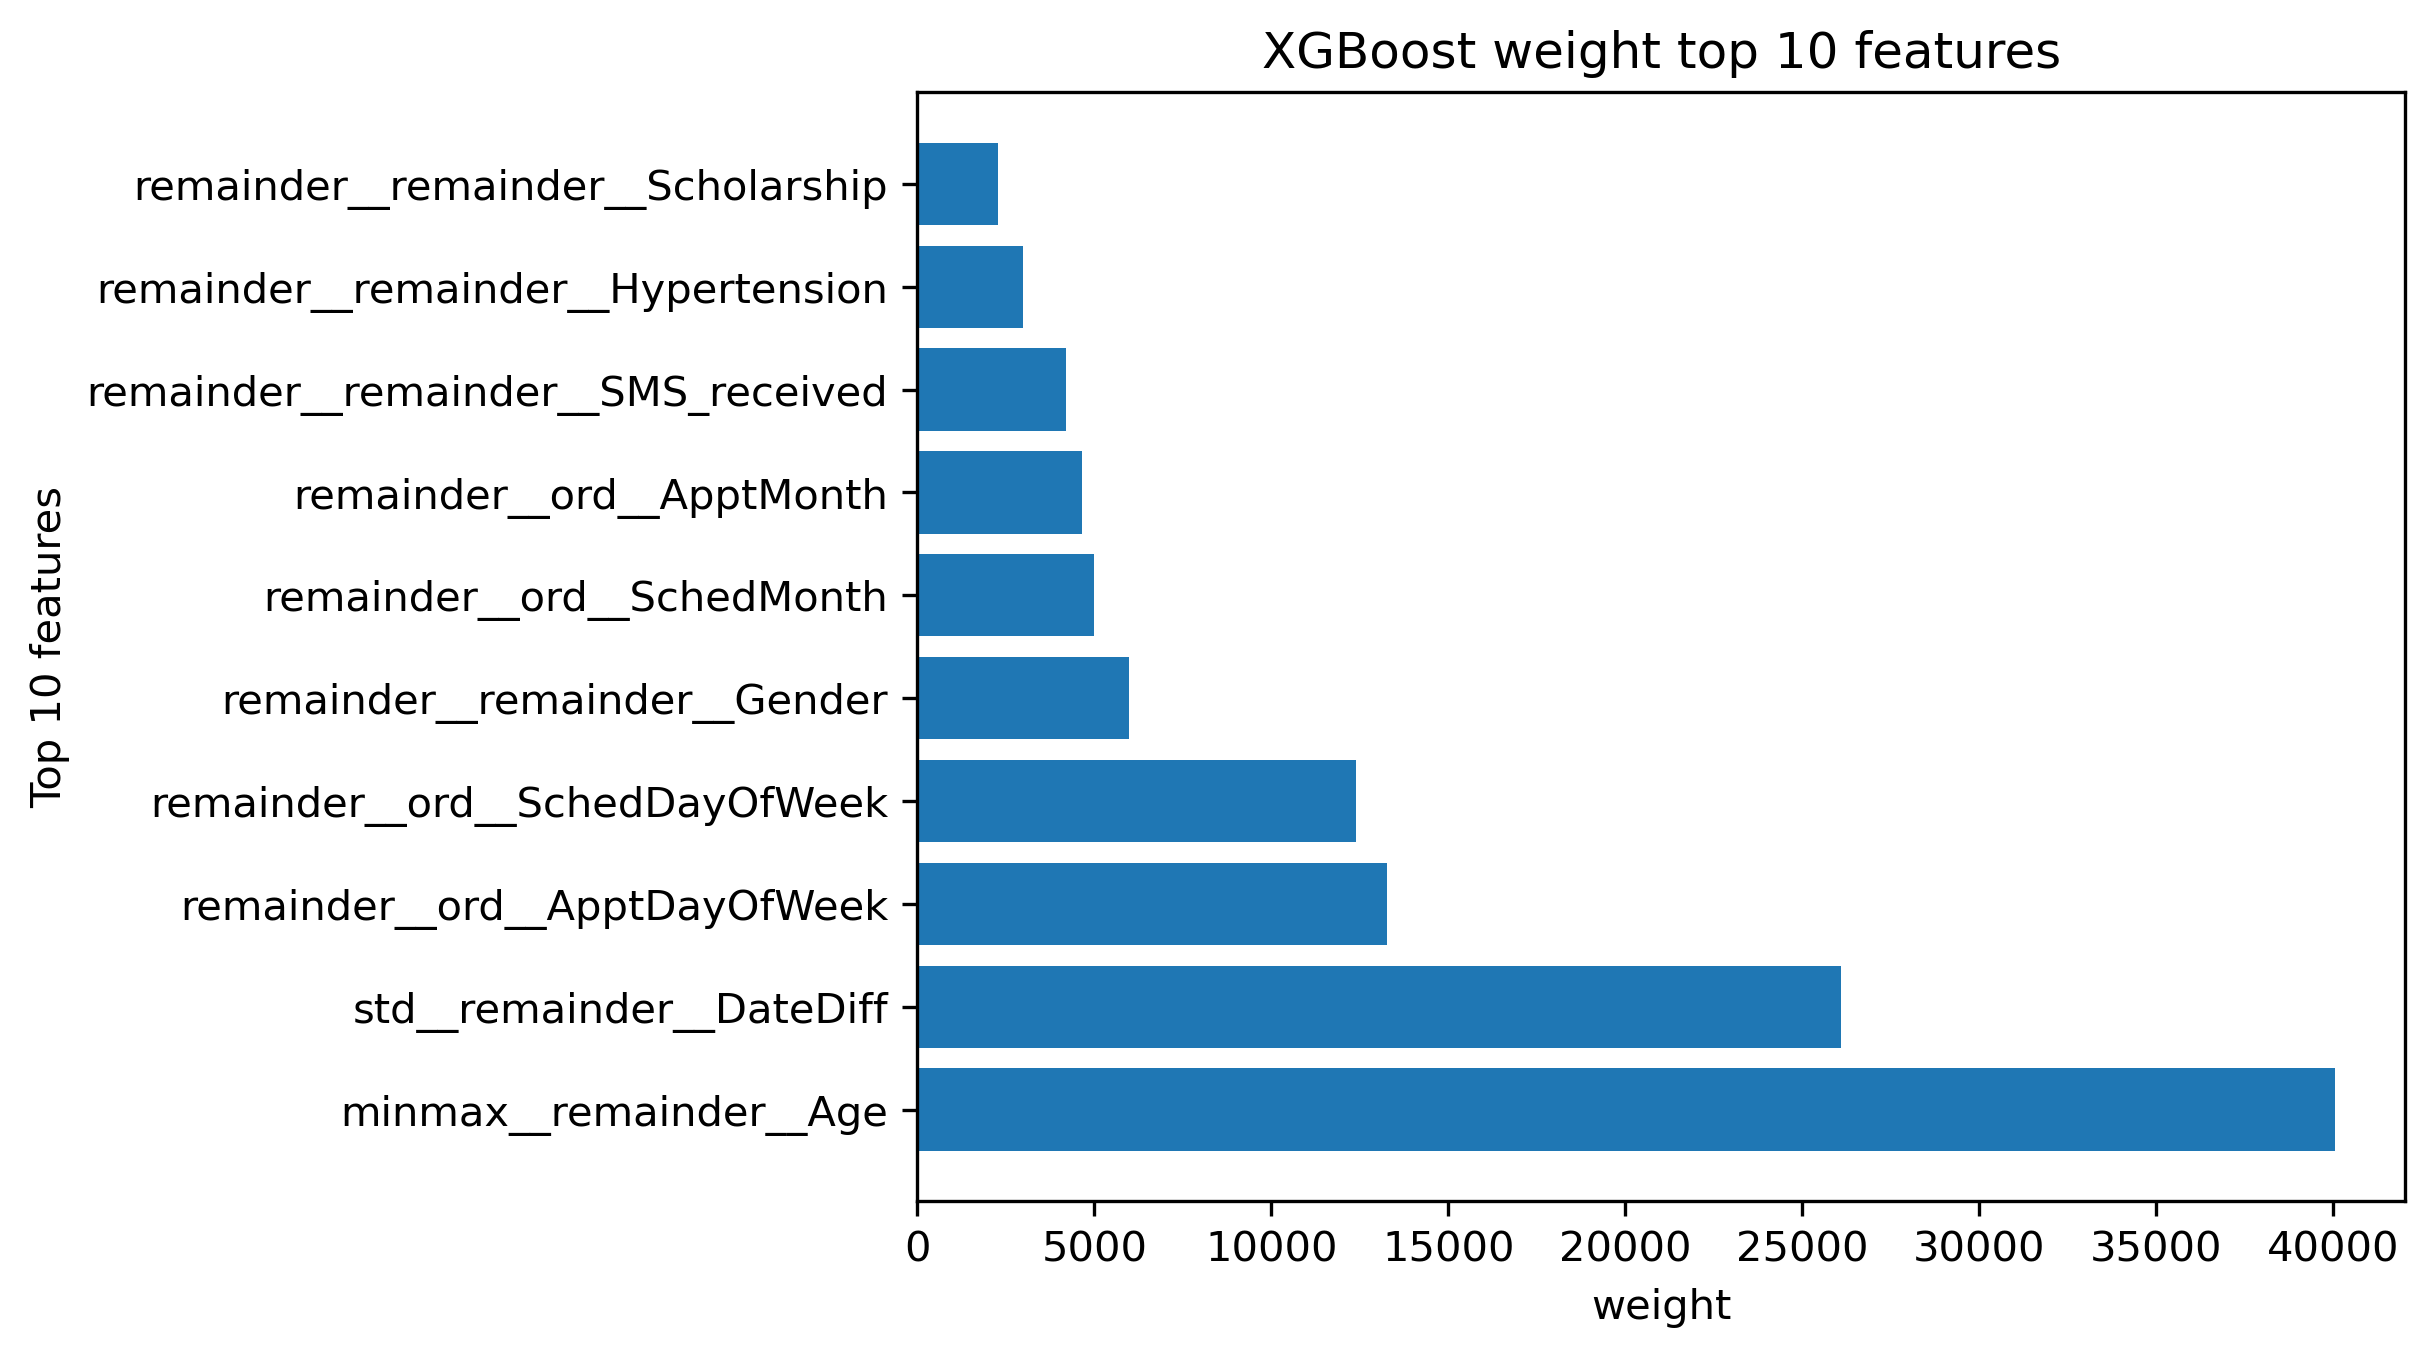 XGBoost weight top 10 features
remainder__remainder__Scholarship
remainder__remainder__Hypertension
remainder__remainder__SMS_received
remainder__ord__ApptMonth
remainder__ord__SchedMonth
remainder__remainder__Gender
remainder__ord__SchedDayOfWeek
remainder__ord__ApptDayOfWeek
std__remainder__DateDiff
minmax__remainder__Age
Top 10 features
0 5000 10000 15000 20000 25000 30000 35000 40000
weight